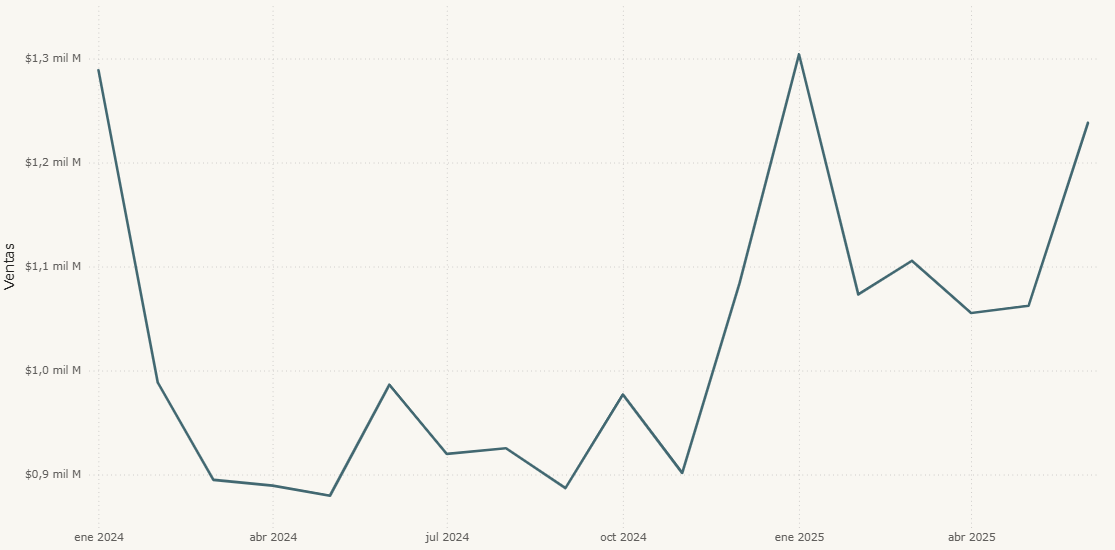 $1,3 mil M
$1,2 mil M
$1,1 mil M
$1,0 mil M
$0,9 mil M
Ventas
ene 2024
abr 2024
jul 2024
oct 2024
ene 2025
abr 2025